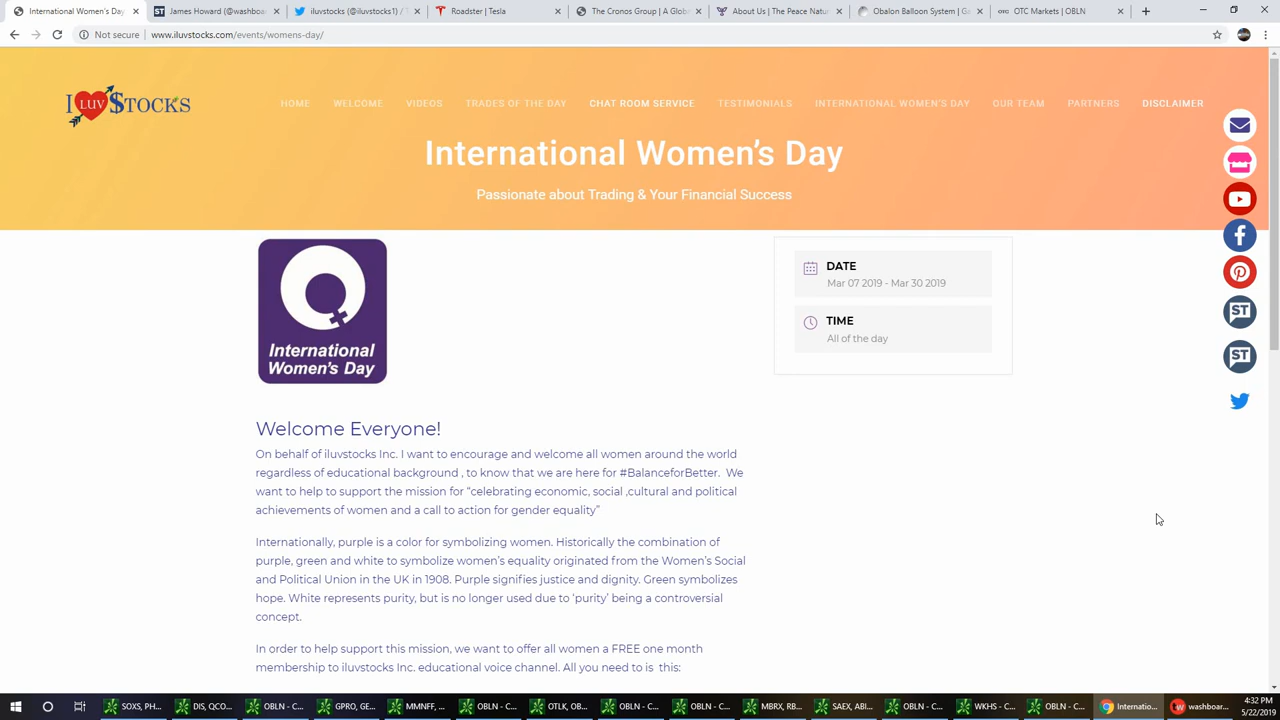 International Women's Day
James Howard (@washboa
iluvstocks (@iluvstocks1) / T
Roadster | Tesla
The Cronos Group | A Globa
About Us | The Peace Natur
Obalon Balloon System | Ga
OTC Markets | OBLN
Not secure | www.iluvstocks.com/events/womens-day/
I LUV $TOCKS
HOME WELCOME VIDEOS TRADES OF THE DAY CHAT ROOM SERVICE TESTIMONIALS INTERNATIONAL WOMEN'S DAY OUR TEAM PARTNERS DISCLAIMER
International Women's Day
Passionate about Trading & Your Financial Success
International
Women's Day
DATE
Mar 07 2019 - Mar 30 2019
TIME
All of the day
ST
ST
Welcome Everyone!
On behalf of iluvstocks Inc. I want to encourage and welcome all women around the world
regardless of educational background , to know that we are here for #BalanceforBetter. We
want to help to support the mission for “celebrating economic, social ,cultural and political
achievements of women and a call to action for gender equality”
Internationally, purple is a color for symbolizing women. Historically the combination of
purple, green and white to symbolize women's equality originated from the Women's Social
and Political Union in the UK in 1908. Purple signifies justice and dignity. Green symbolizes
hope. White represents purity, but is no longer used due to ‘purity’ being a controversial
concept.
In order to help support this mission, we want to offer all women a FREE one month
membership to iluvstocks Inc. educational voice channel. All you need to is this:
SOXS, PH... DIS, QCO... OBLN - C... GPRO, GE... MMNFF, ... OBLN - C... OTLK, OB... OBLN - C... OBLN - C... MBRX, RB... SAEX, ABI... OBLN - C... WKHS - C... OBLN - C... Internatio... washboar...
4:32 PM
5/22/2019